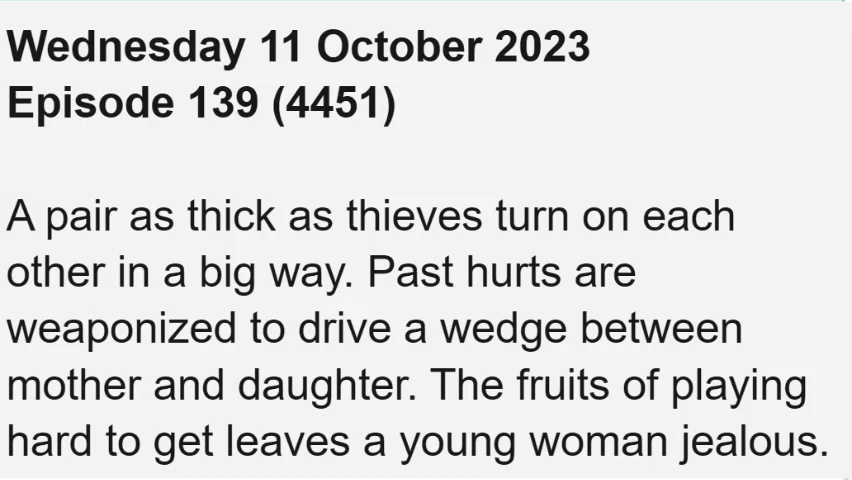 Wednesday 11 October 2023
Episode 139 (4451)
A pair as thick as thieves turn on each
other in a big way. Past hurts are
weaponized to drive a wedge between
mother and daughter. The fruits of playing
hard to get leaves a young woman jealous.